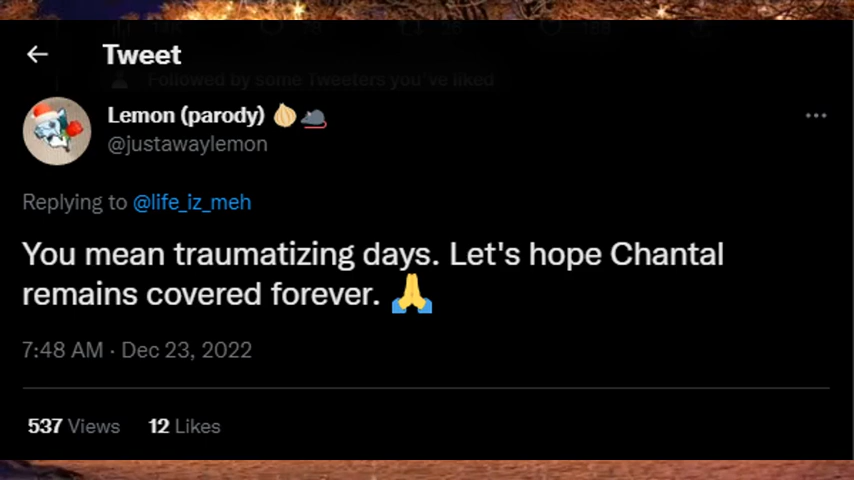 Tweet
Followed by some Tweeters you've liked
Lemon (parody)
@justawaylemon
Replying to @life_iz_meh
You mean traumatizing days. Let's hope Chantal
remains covered forever. 🙏
7:48 AM · Dec 23, 2022
537 Views 12 Likes